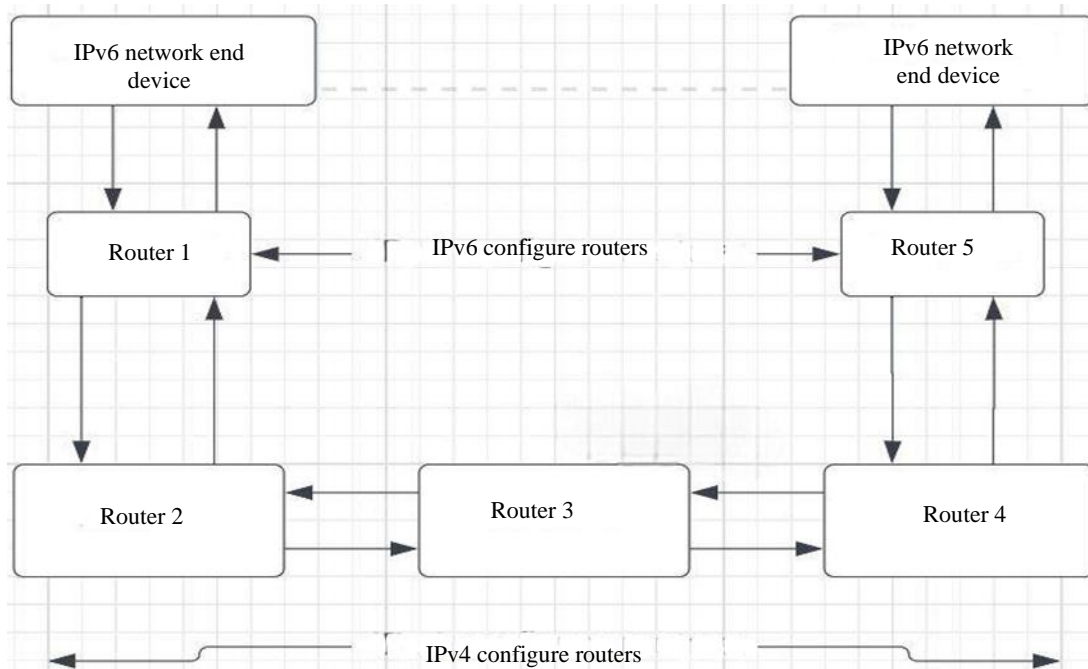 IPv6 network end
device
IPv6 network
end device
Router 1
IPv6 configure routers
Router 5
Router 2
Router 3
Router 4
IPv4 configure routers